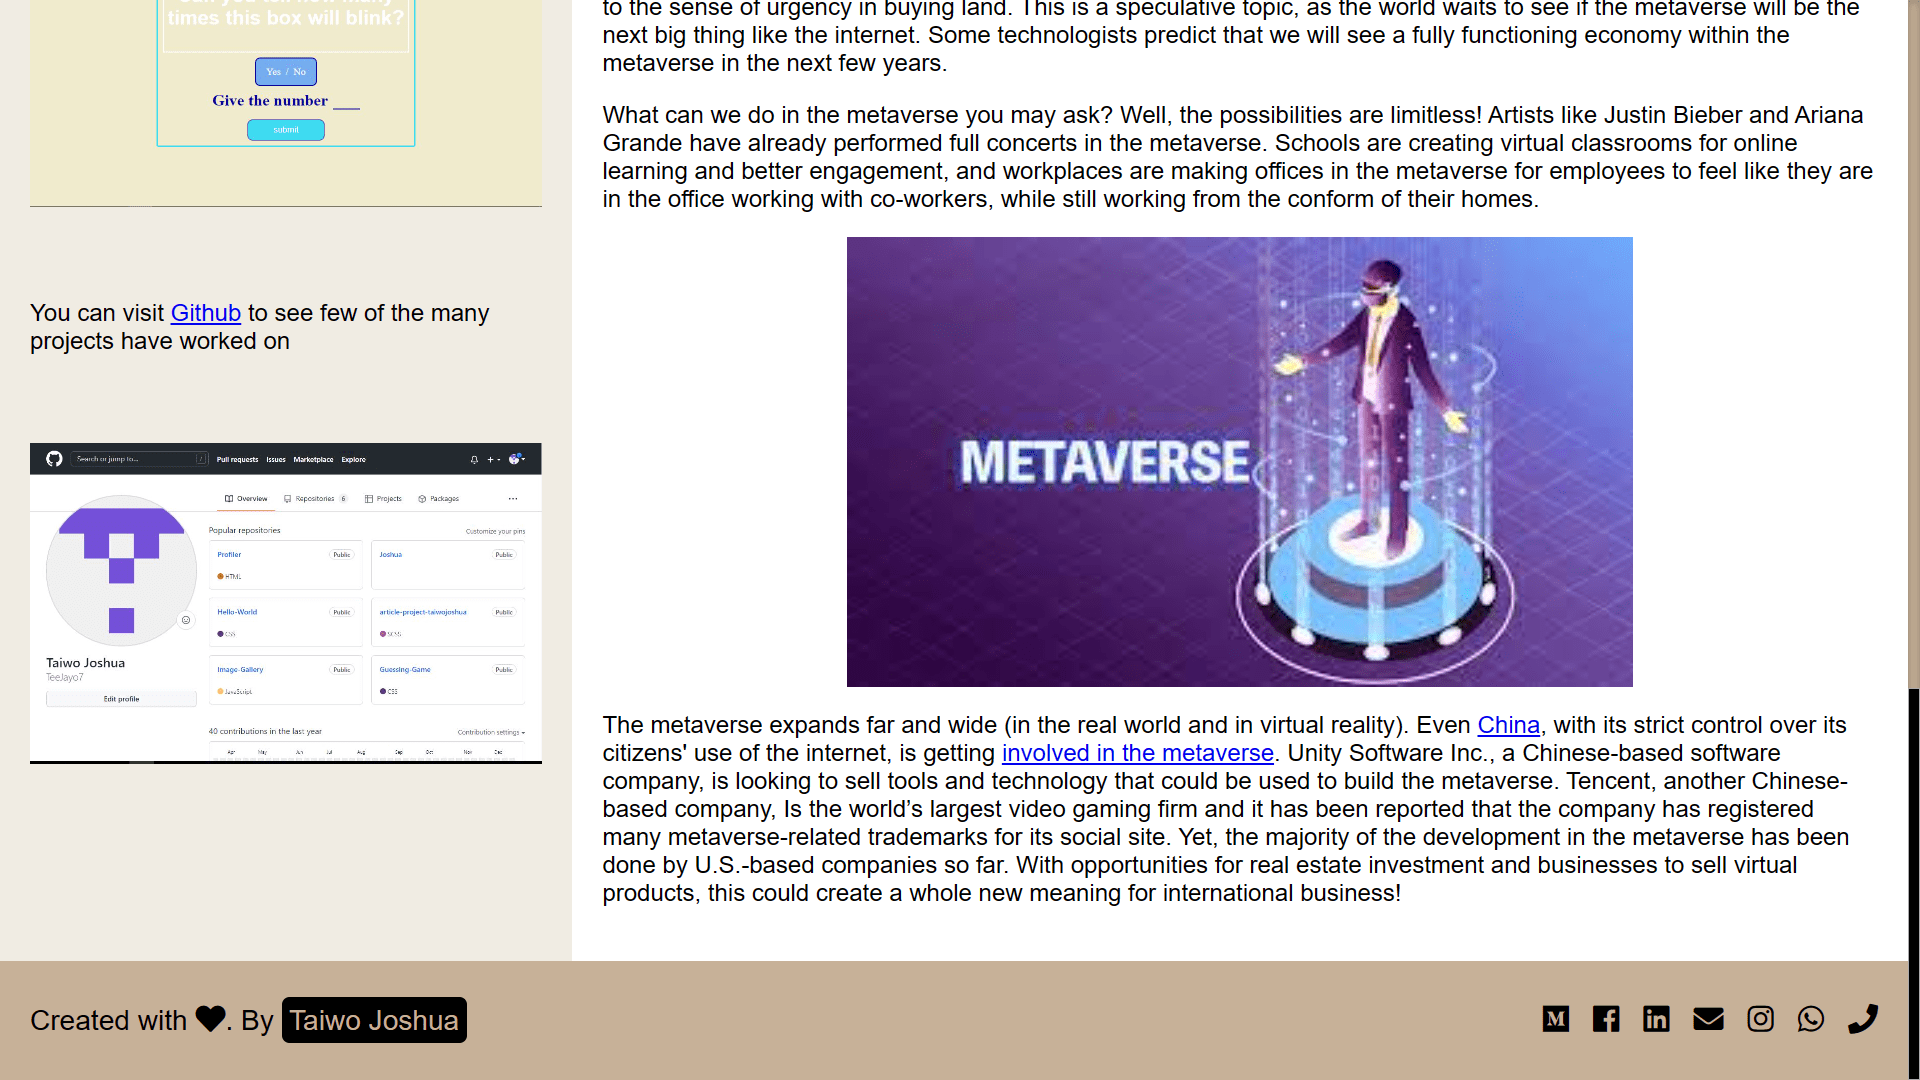 times this box will blink?
Yes / No
Give the number ___
submit
You can visit Github to see few of the many
projects have worked on
Search or jump to...
Pull requests Issues Marketplace Explore
Overview Repositories 6 Projects Packages
Popular repositories Customize your pins
Profiler Public
HTML
Joshua Public
Hello-World Public
CSS
article-project-taiwojoshua Public
SCSS
Image-Gallery Public
JavaScript
Guessing-Game Public
CSS
Taiwo Joshua
TeeJayo7
Edit profile
40 contributions in the last year Contribution settings
Apr May Jun Jul Aug Sep Oct Nov Dec
to the sense of urgency in buying land. This is a speculative topic, as the world waits to see if the metaverse will be the
next big thing like the internet. Some technologists predict that we will see a fully functioning economy within the
metaverse in the next few years.
What can we do in the metaverse you may ask? Well, the possibilities are limitless! Artists like Justin Bieber and Ariana
Grande have already performed full concerts in the metaverse. Schools are creating virtual classrooms for online
learning and better engagement, and workplaces are making offices in the metaverse for employees to feel like they are
in the office working with co-workers, while still working from the conform of their homes.
METAVERSE
The metaverse expands far and wide (in the real world and in virtual reality). Even China, with its strict control over its
citizens' use of the internet, is getting involved in the metaverse. Unity Software Inc., a Chinese-based software
company, is looking to sell tools and technology that could be used to build the metaverse. Tencent, another Chinese-
based company, Is the world’s largest video gaming firm and it has been reported that the company has registered
many metaverse-related trademarks for its social site. Yet, the majority of the development in the metaverse has been
done by U.S.-based companies so far. With opportunities for real estate investment and businesses to sell virtual
products, this could create a whole new meaning for international business!
Created with . By Taiwo Joshua